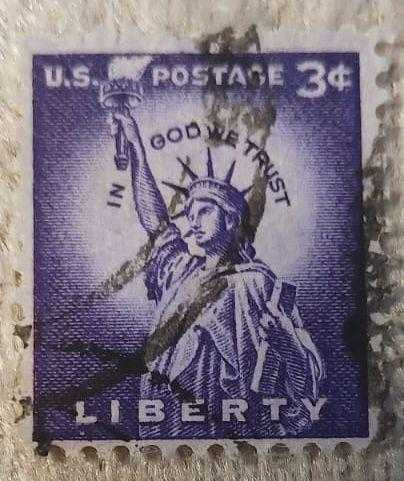 U.S. POSTAGE 3¢
IN GOD WE TRUST
LIBERTY